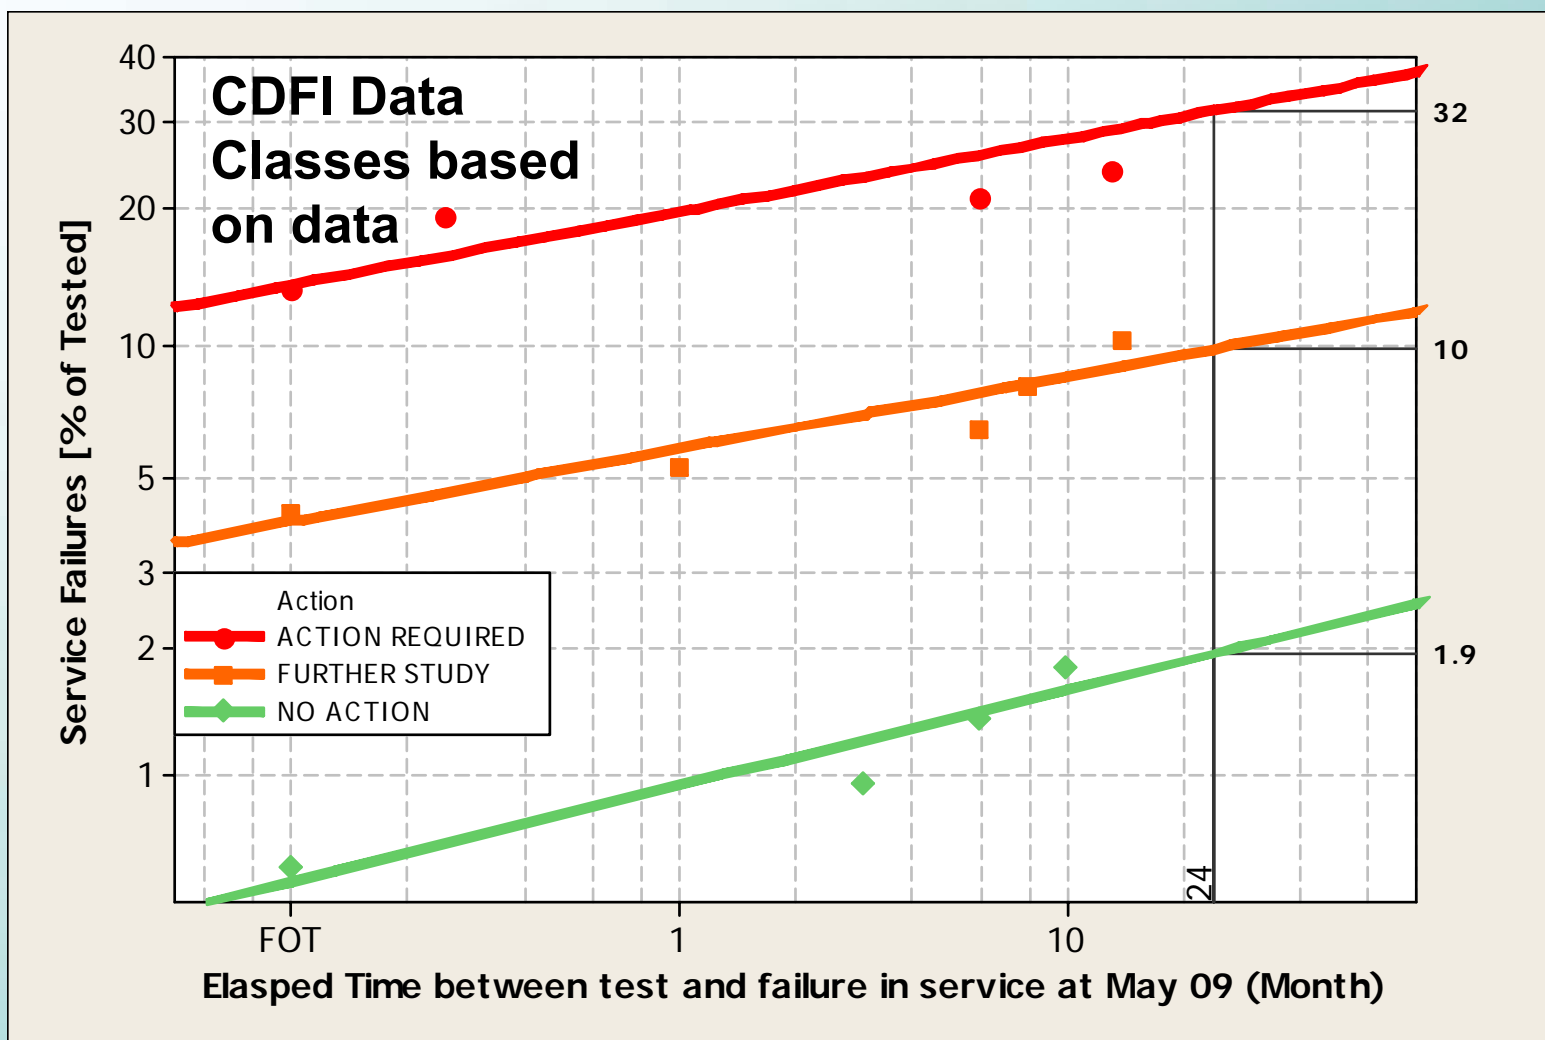 CDFI Data
Classes based
on data
40
30
20
10
5
3
2
1
32
10
1.9
Service Failures [% of Tested]
Action
ACTION REQUIRED
FURTHER STUDY
NO ACTION
24
FOT
1
10
Elasped Time between test and failure in service at May 09 (Month)